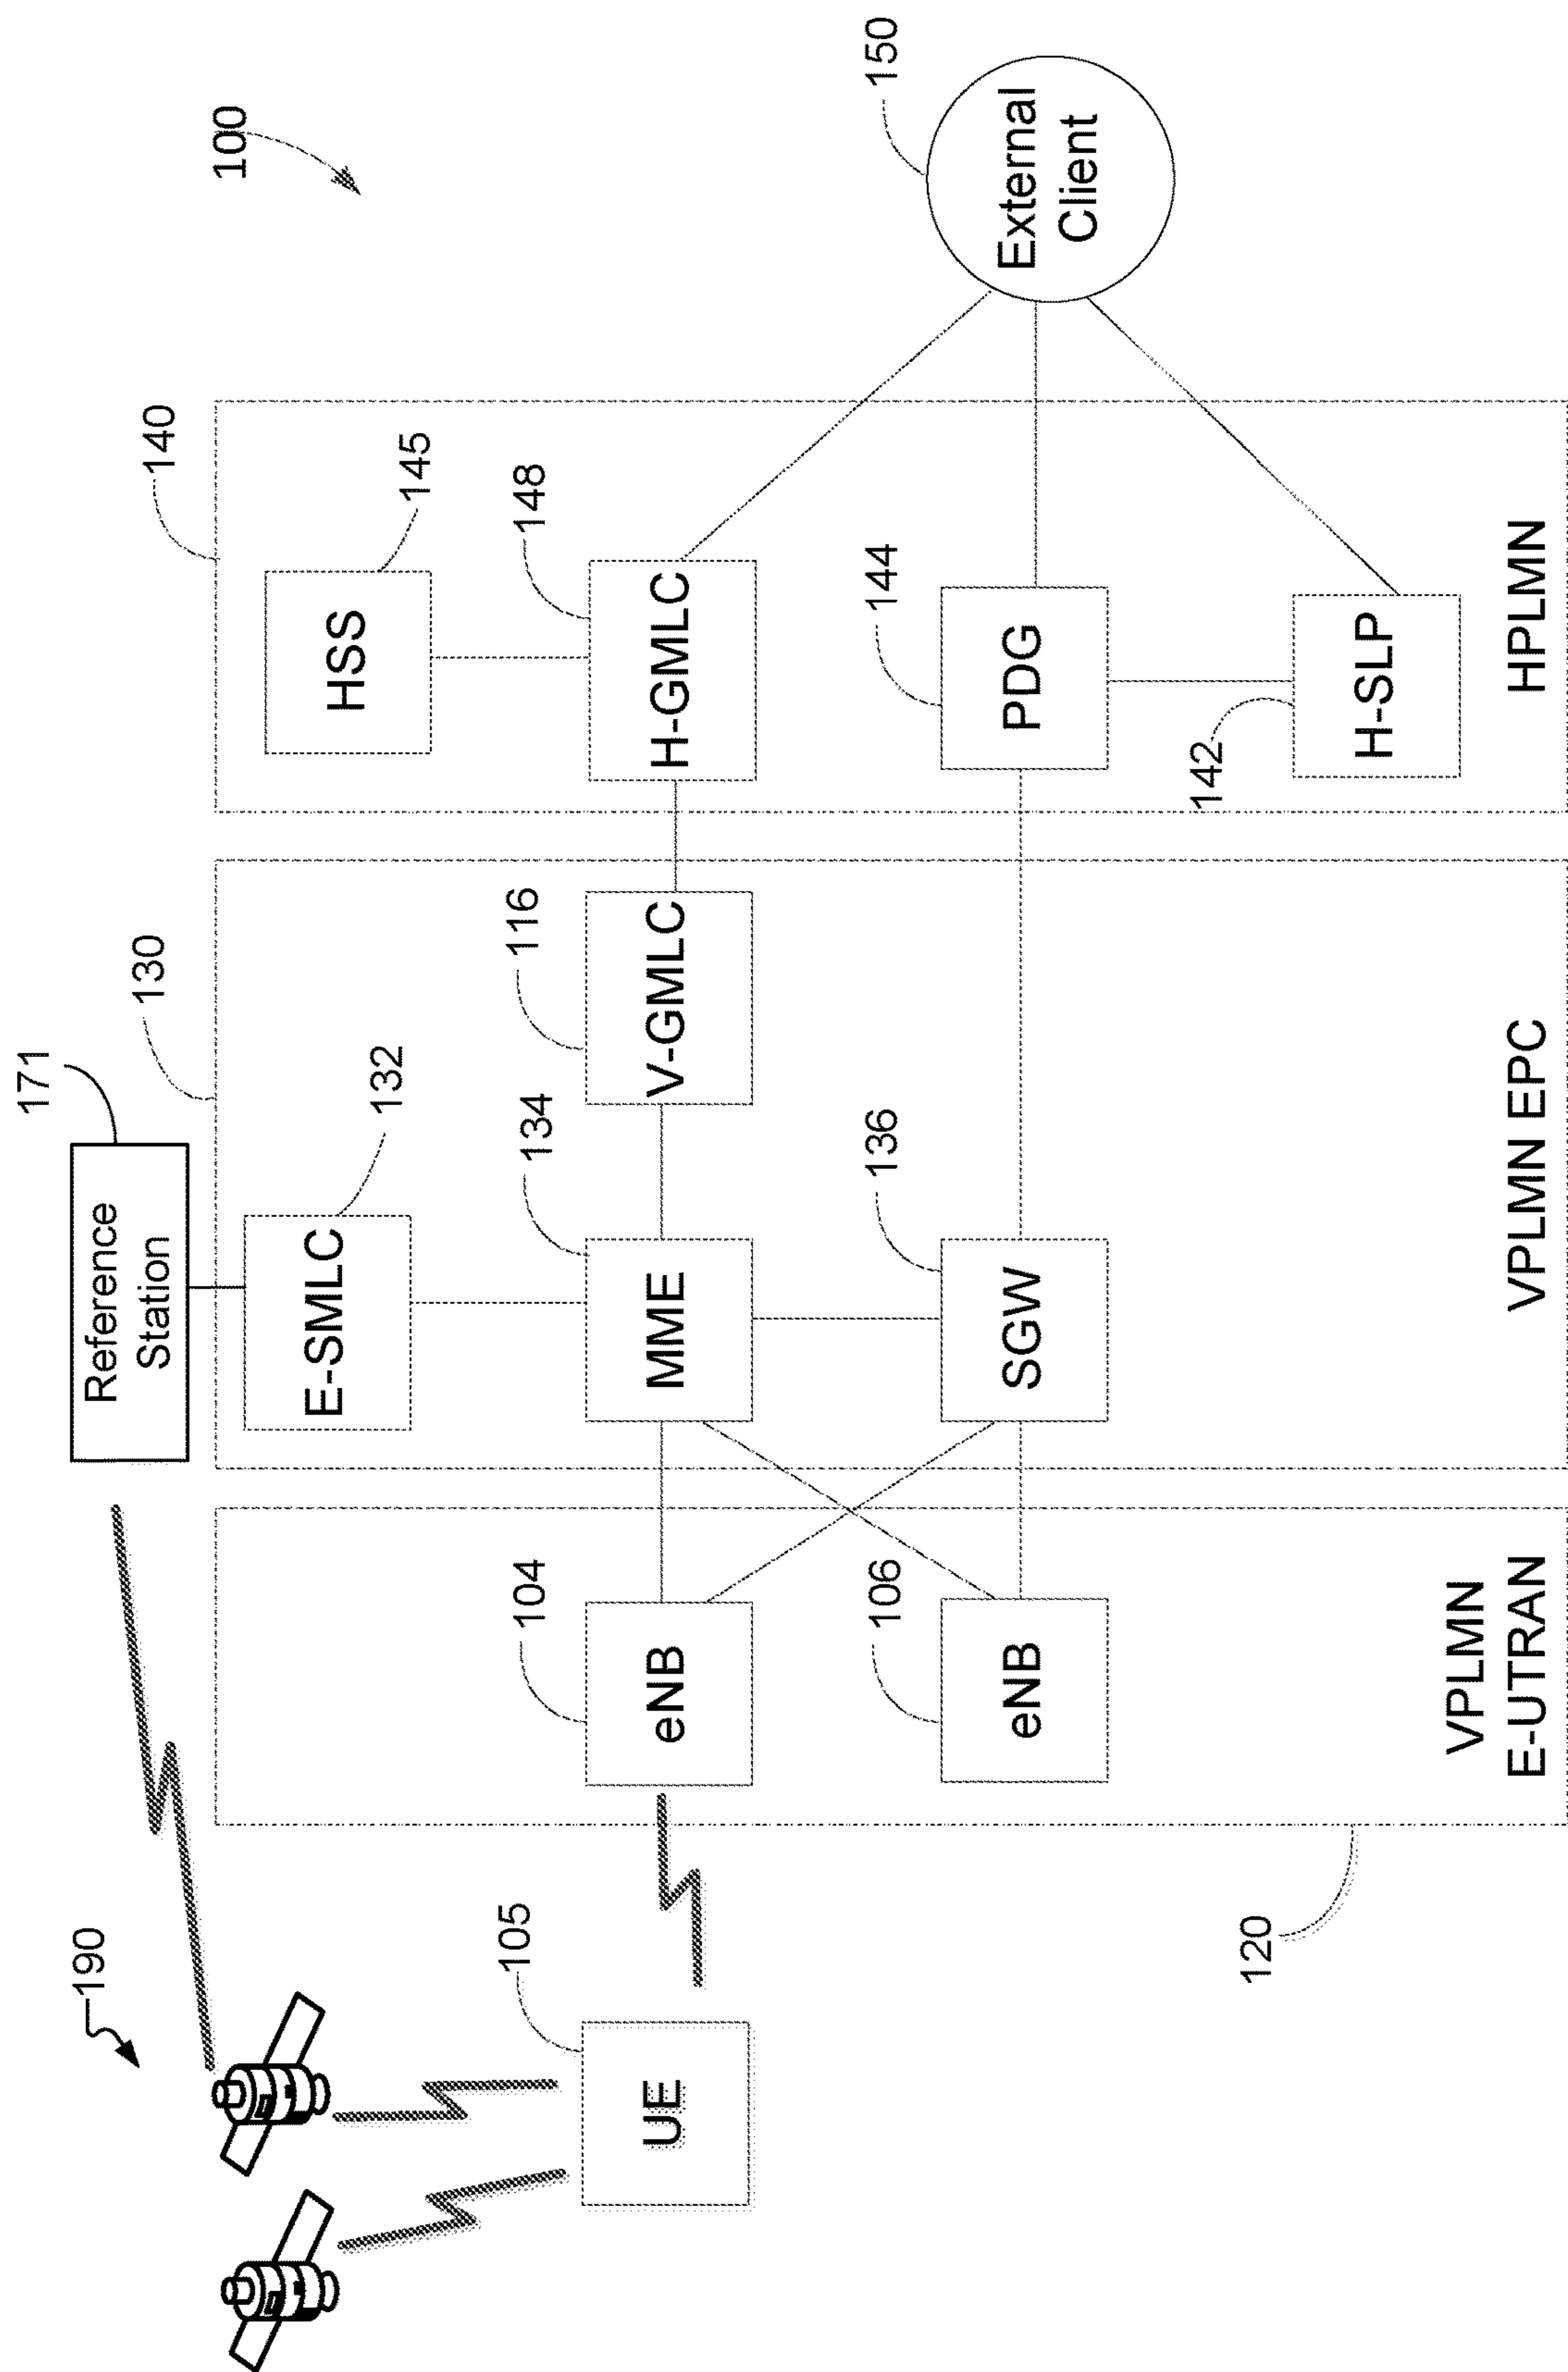 100
190
171
Reference
Station
130
140
E-SMLC
132
HSS
145
105
UE
104
eNB
134
MME
116
V-GMLC
148
H-GMLC
150
External
Client
106
eNB
136
SGW
144
PDG
142
H-SLP
120
VPLMN
E-UTRAN
VPLMN EPC
HPLMN